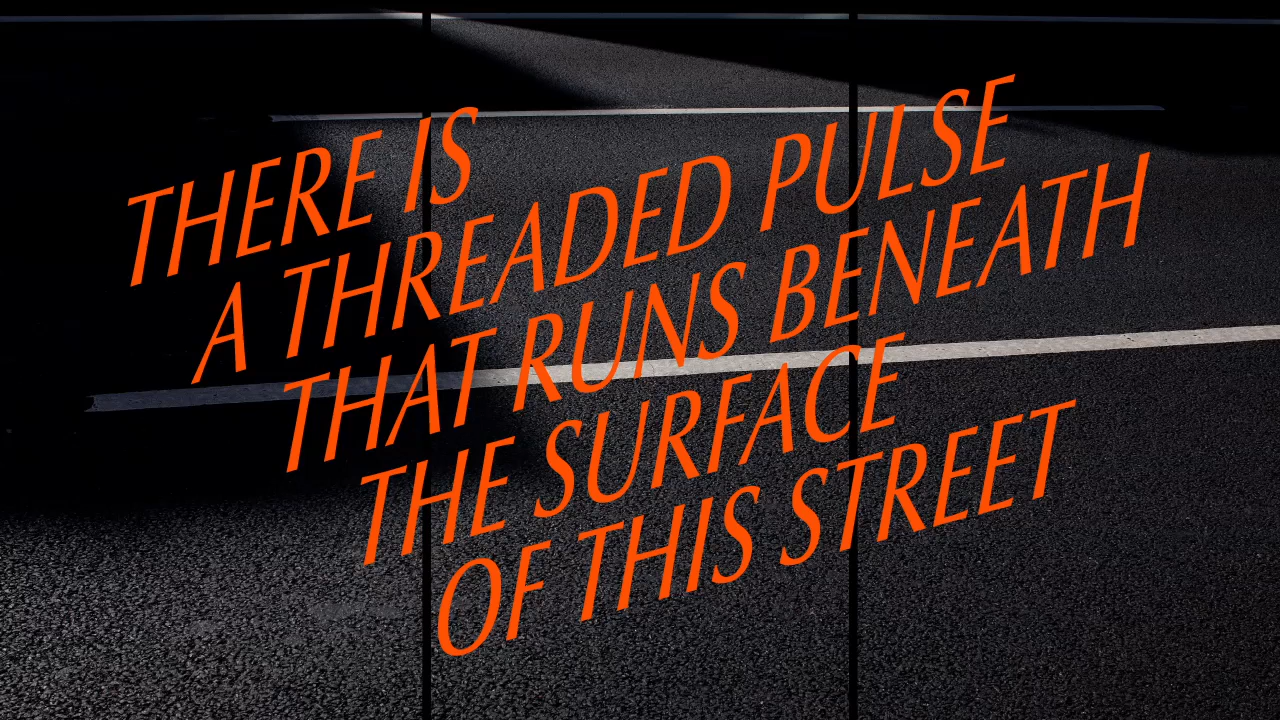 THERE IS
A THREADED PULSE
THAT RUNS BENEATH
THE SURFACE
OF THIS STREET